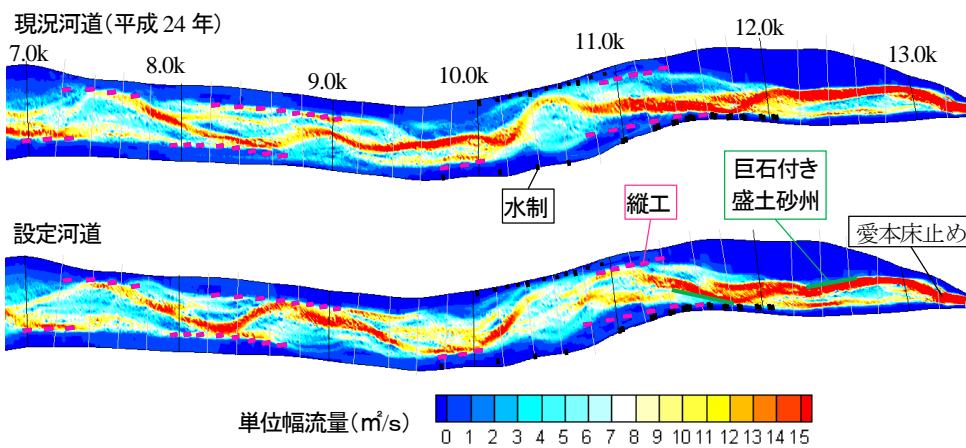 現況河道(平成 24 年)
7.0k
8.0k
9.0k
10.0k
11.0k
12.0k
13.0k
水制
縦工
巨石付き
盛土砂州
愛本床止め
設定河道
単位幅流量(㎡/s)
0 1 2 3 4 5 6 7 8 9 10 11 12 13 14 15